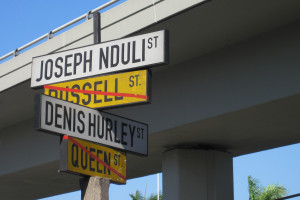 JOSEPH NDULI ST
RUSSELL ST.
DENIS HURLEY ST
QUEEN ST.